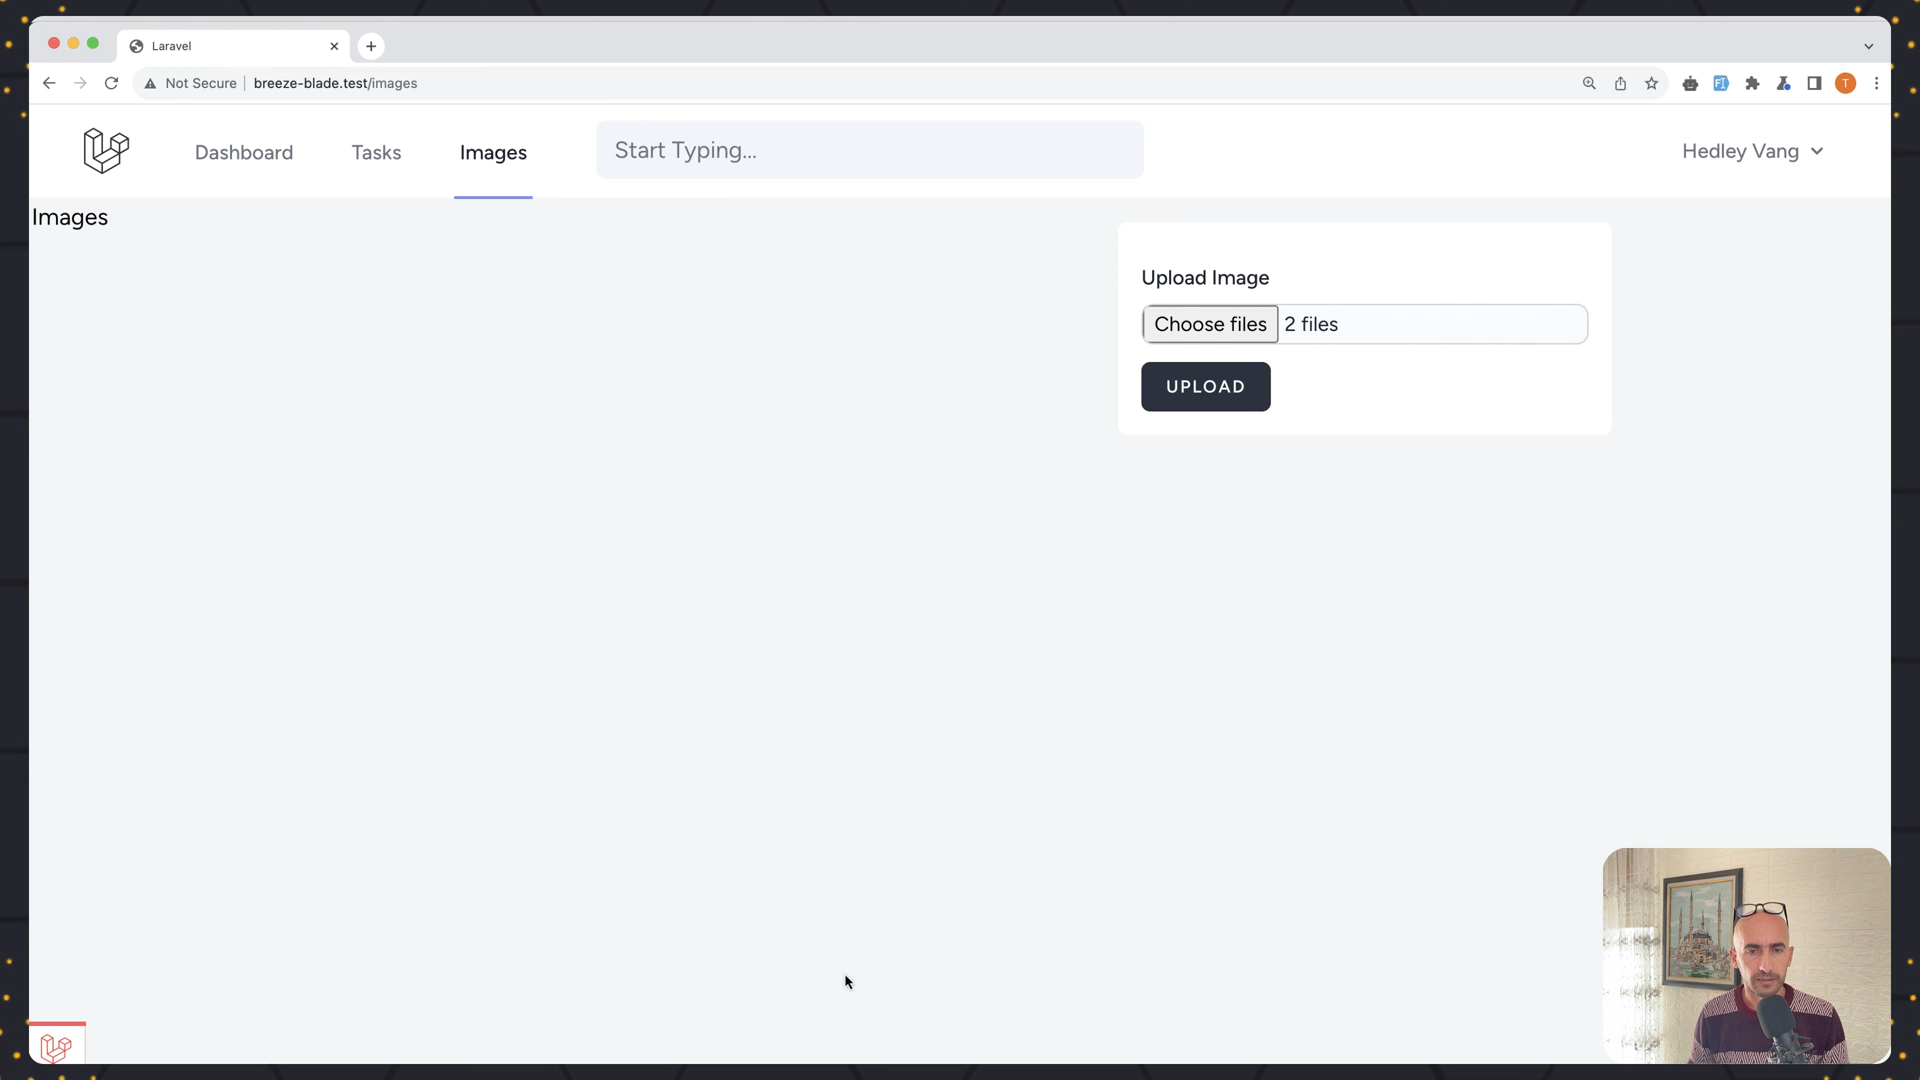 Laravel
Not Secure
breeze-blade.test/images
T
Dashboard
Tasks
Images
Start Typing...
Hedley Vang
Images
Upload Image
Choose files 2 files
UPLOAD